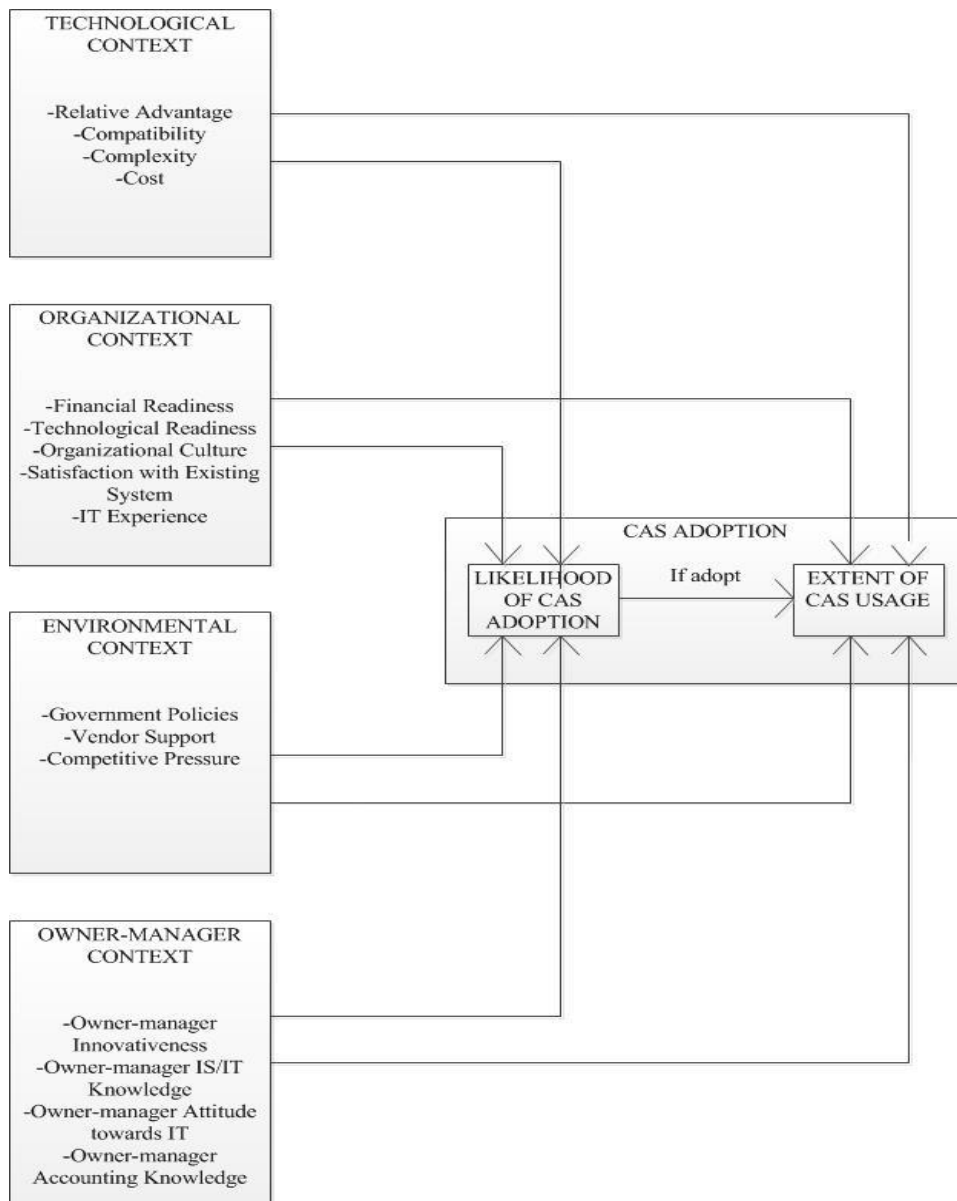 TECHNOLOGICAL
CONTEXT
-Relative Advantage
-Compatibility
-Complexity
-Cost
ORGANIZATIONAL
CONTEXT
-Financial Readiness
-Technological Readiness
-Organizational Culture
-Satisfaction with Existing
System
-IT Experience
CAS ADOPTION
LIKELIHOOD
OF CAS
ADOPTION
If adopt
EXTENT OF
CAS USAGE
ENVIRONMENTAL
CONTEXT
-Government Policies
-Vendor Support
-Competitive Pressure
OWNER-MANAGER
CONTEXT
-Owner-manager
Innovativeness
-Owner-manager IS/IT
Knowledge
-Owner-manager Attitude
towards IT
-Owner-manager
Accounting Knowledge